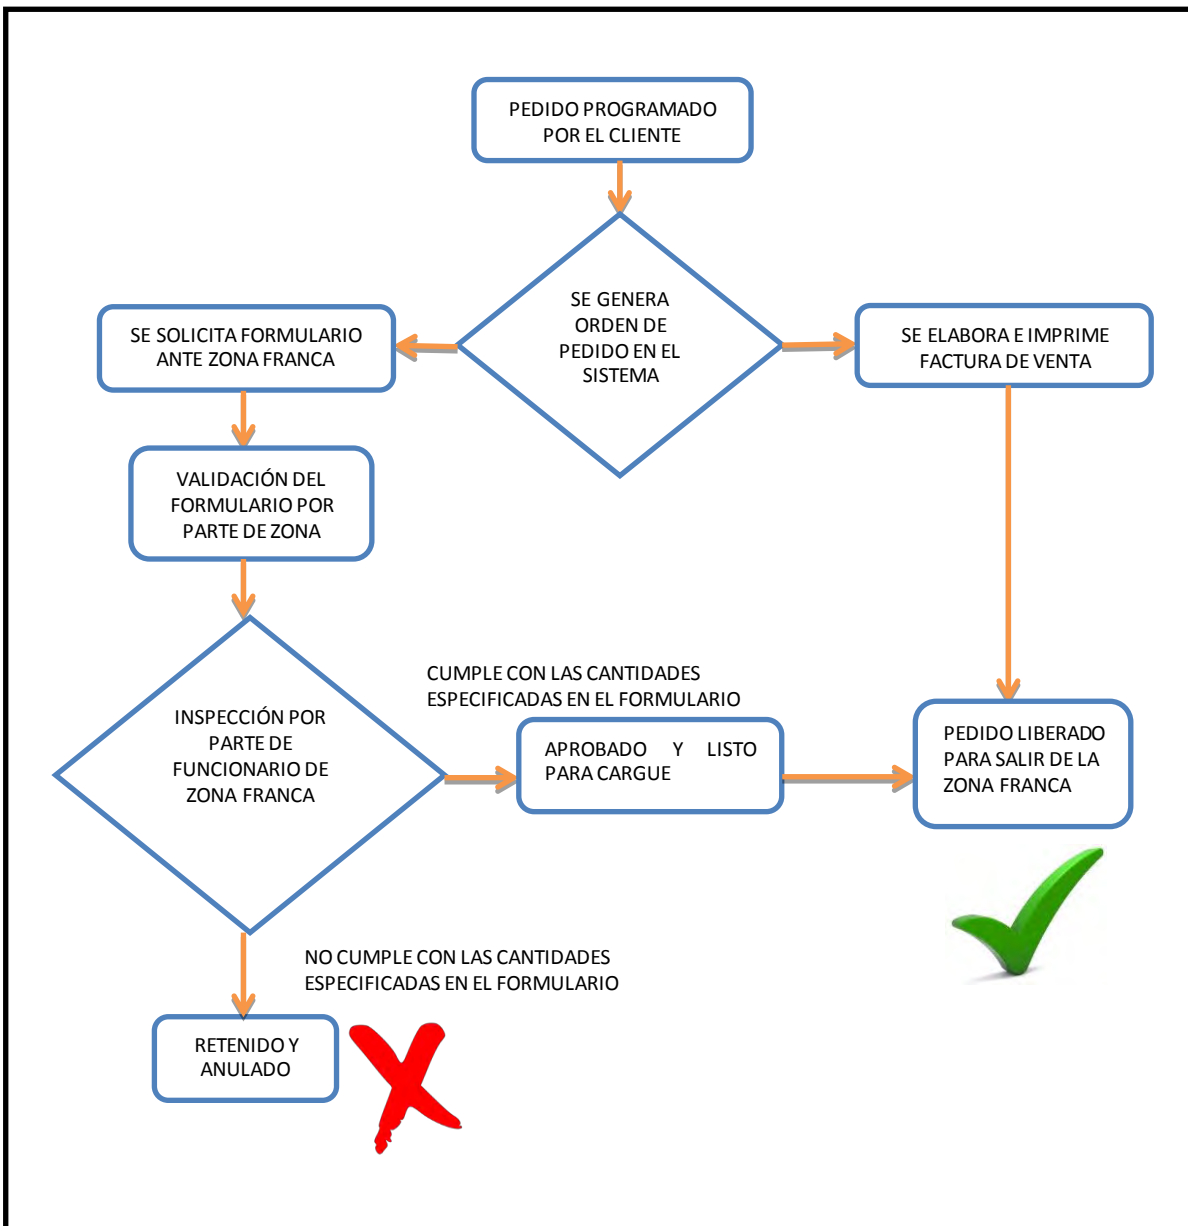 PEDIDO PROGRAMADO
POR EL CLIENTE
SE GENERA
ORDEN DE
PEDIDO EN EL
SISTEMA
SE SOLICITA FORMULARIO
ANTE ZONA FRANCA
SE ELABORA E IMPRIME
FACTURA DE VENTA
VALIDACIÓN DEL
FORMULARIO POR
PARTE DE ZONA
INSPECCIÓN POR
PARTE DE
FUNCIONARIO DE
ZONA FRANCA
CUMPLE CON LAS CANTIDADES
ESPECIFICADAS EN EL FORMULARIO
APROBADO Y LISTO
PARA CARGUE
PEDIDO LIBERADO
PARA SALIR DE LA
ZONA FRANCA
NO CUMPLE CON LAS CANTIDADES
ESPECIFICADAS EN EL FORMULARIO
RETENIDO Y
ANULADO